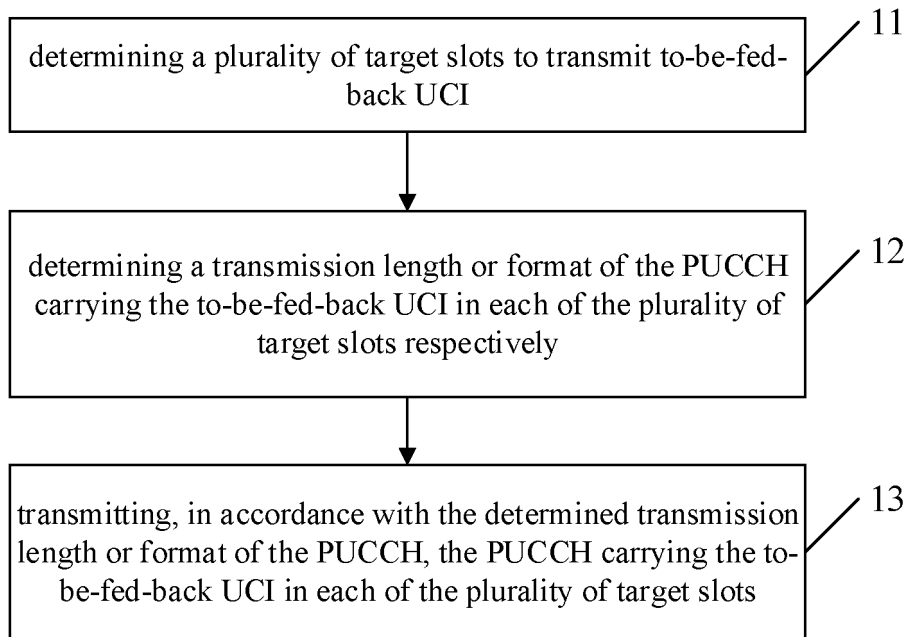 11
determining a plurality of target slots to transmit to-be-fed-
back UCI
12
determining a transmission length or format of the PUCCH
carrying the to-be-fed-back UCI in each of the plurality of
target slots respectively
13
transmitting, in accordance with the determined transmission
length or format of the PUCCH, the PUCCH carrying the to-
be-fed-back UCI in each of the plurality of target slots